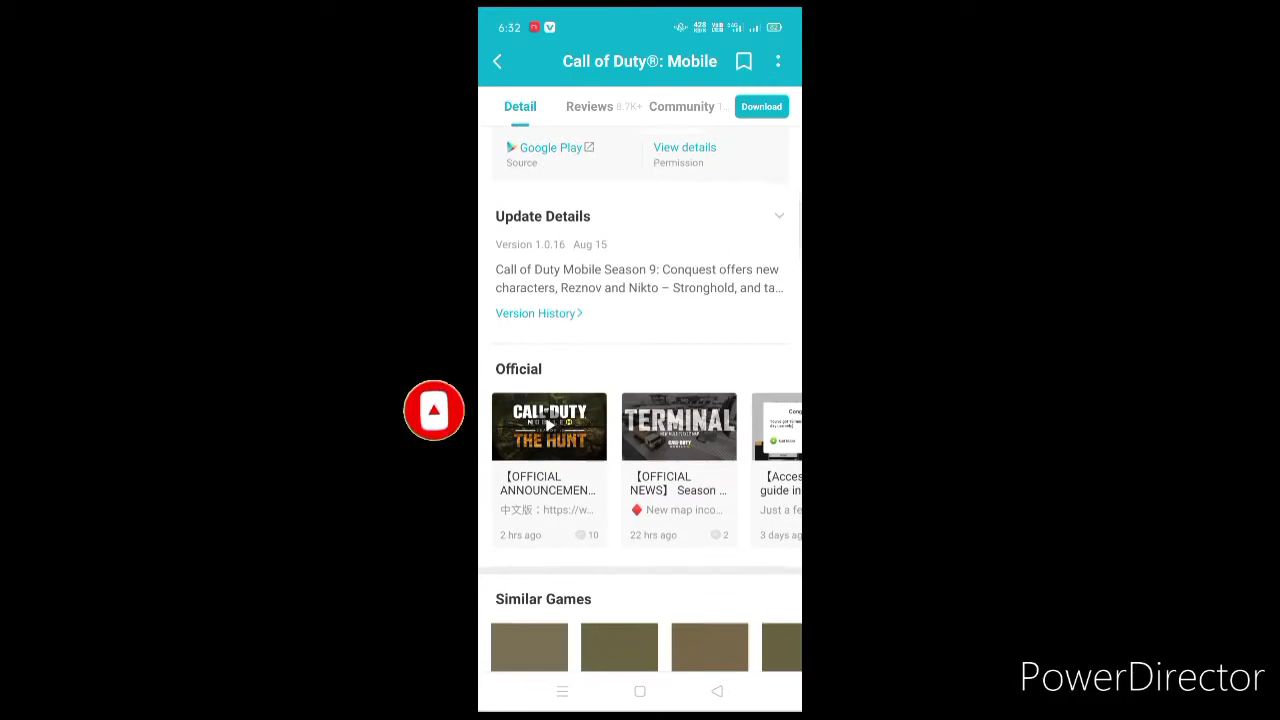 6:32
Call of Duty®: Mobile
Detail
Reviews 8.7K+
Community 1...
Download
Google Play
View details
Source
Permission
Update Details
Version 1.0.16 Aug 15
Call of Duty Mobile Season 9: Conquest offers new
characters, Reznov and Nikto – Stronghold, and ta...
Version History
Official
CALL OF DUTY
MOBILE
THE HUNT
TERMINAL
【OFFICIAL
ANNOUNCEMEN...
中文版：https://w...
2 hrs ago
10
【OFFICIAL
NEWS】 Season ...
New map inco...
22 hrs ago
2
【Acces
guide in
Just a fe
3 days ag
Similar Games
PowerDirector